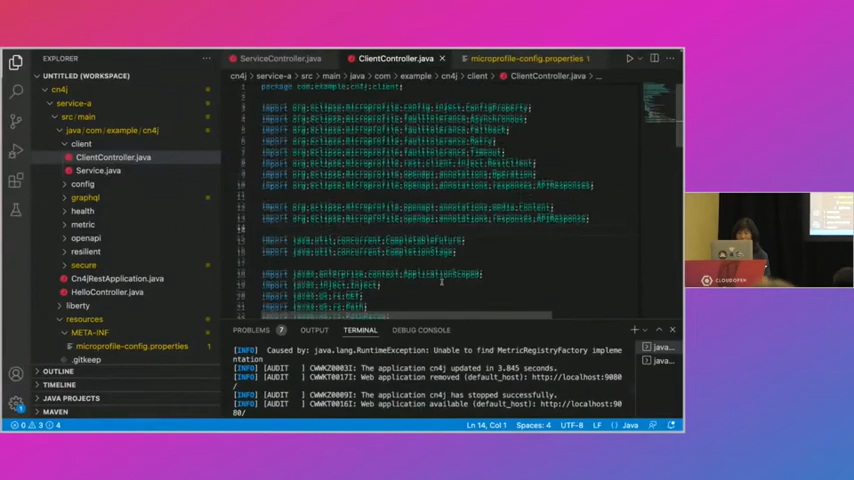 EXPLORER
UNTITLED (WORKSPACE)
cn4j
service-a
src/main
java/com/example/cn4j
client
ClientController.java
Service.java
config
graphql
health
metric
openapi
resilient
secure
Cn4jRestApplication.java
HelloController.java
liberty
resources
META-INF
microprofile-config.properties 1
.gitkeep
OUTLINE
TIMELINE
JAVA PROJECTS
MAVEN
ServiceController.java
ClientController.java
microprofile-config.properties 1
cn4j > service-a > src > main > java > com > example > cn4j > client > ClientController.java > ...
package com.example.cn4j.client;
import org.eclipse.microprofile.config.inject.ConfigProperty;
import org.eclipse.microprofile.faulttolerance.Asynchronous;
import org.eclipse.microprofile.faulttolerance.Fallback;
import org.eclipse.microprofile.faulttolerance.Retry;
import org.eclipse.microprofile.faulttolerance.Timeout;
import org.eclipse.microprofile.rest.client.inject.RestClient;
import org.eclipse.microprofile.openapi.annotations.Operation;
import org.eclipse.microprofile.openapi.annotations.responses.APIResponses;
import org.eclipse.microprofile.openapi.annotations.media.Content;
import org.eclipse.microprofile.openapi.annotations.responses.APIResponses;
import java.util.concurrent.CompletableFuture;
import java.util.concurrent.CompletionStage;
import javax.enterprise.context.ApplicationScoped;
import javax.inject.Inject;
import javax.ws.rs.GET;
import javax.ws.rs.Path;
PROBLEMS 7 OUTPUT TERMINAL DEBUG CONSOLE
[INFO] Caused by: java.lang.RuntimeException: Unable to find MetricRegistryFactory impleme
ntation
[INFO] [AUDIT ] CWWKZ0003I: The application cn4j updated in 3.845 seconds.
[INFO] [AUDIT ] CWWKT0017I: Web application removed (default_host): http://localhost:9080
/
[INFO] [AUDIT ] CWWKZ0009I: The application cn4j has stopped successfully.
[INFO] [AUDIT ] CWWKT0016I: Web application available (default_host): http://localhost:90
80/
java...
java...
0 3 4
Ln 14, Col 1 Spaces: 4 UTF-8 LF {} Java
CLOUDOPEN